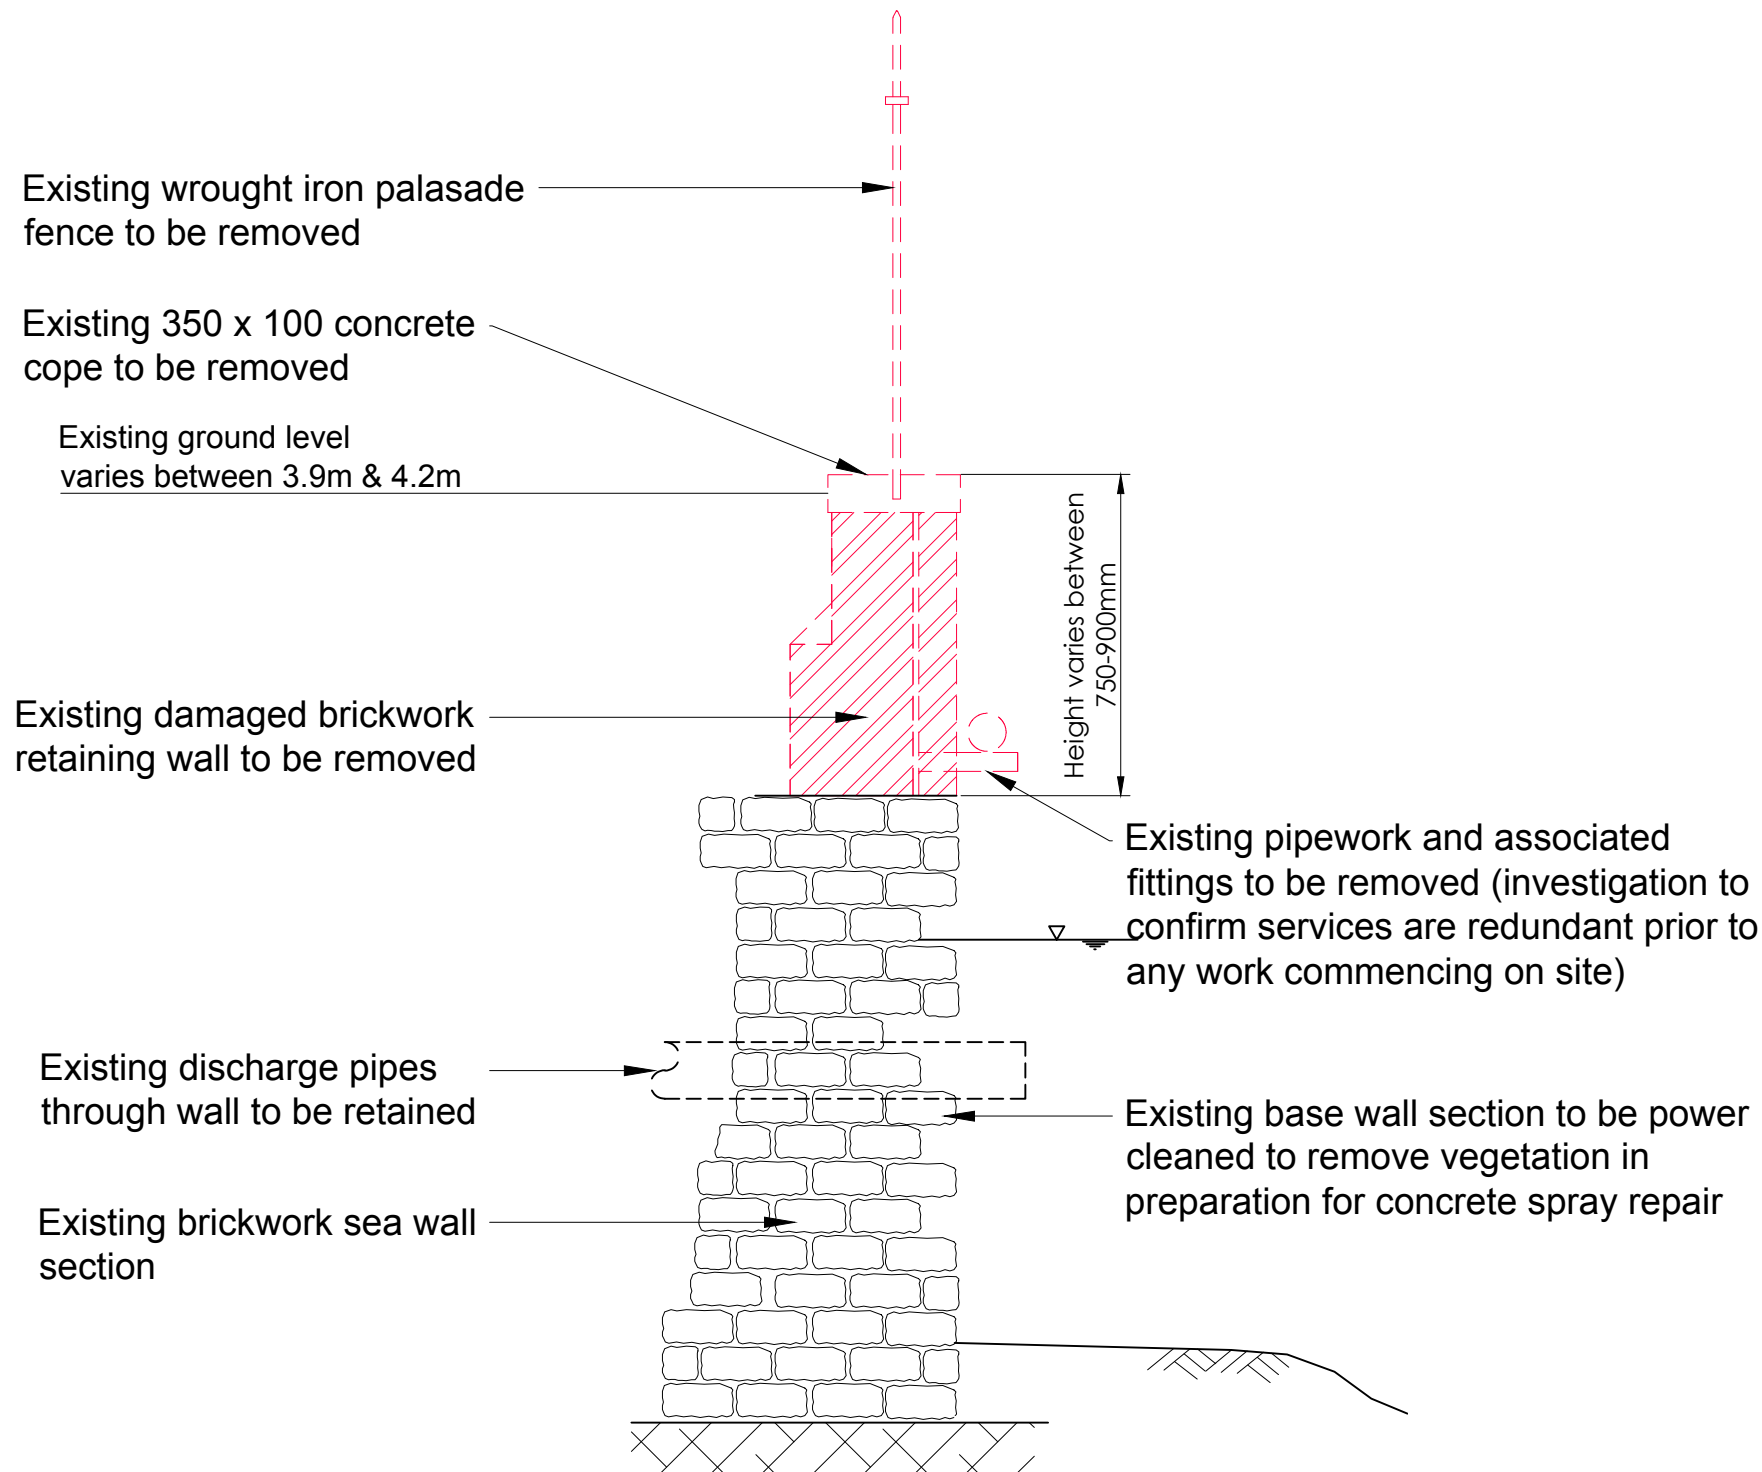 Existing wrought iron palasade
fence to be removed
Existing 350 x 100 concrete
cope to be removed
Existing ground level
varies between 3.9m & 4.2m
Height varies between
750-900mm
Existing damaged brickwork
retaining wall to be removed
Existing pipework and associated
fittings to be removed (investigation to
confirm services are redundant prior to
any work commencing on site)
Existing discharge pipes
through wall to be retained
Existing base wall section to be power
cleaned to remove vegetation in
preparation for concrete spray repair
Existing brickwork sea wall
section